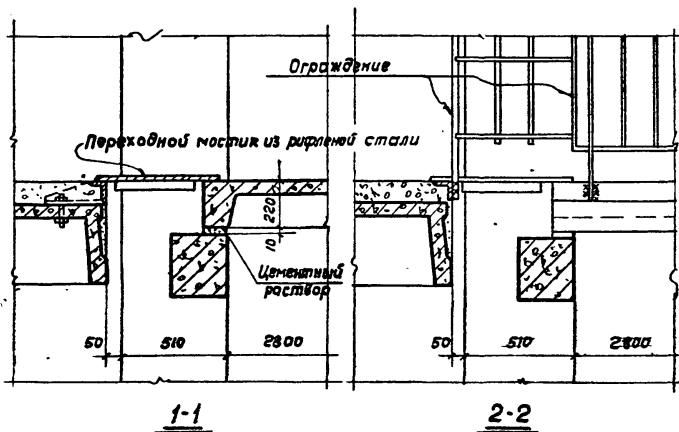 Ограждение
Переходной мостик из рифленой стали
220
10
Цементный
раствор
50 510 2800
50 510 2800
1-1
2-2